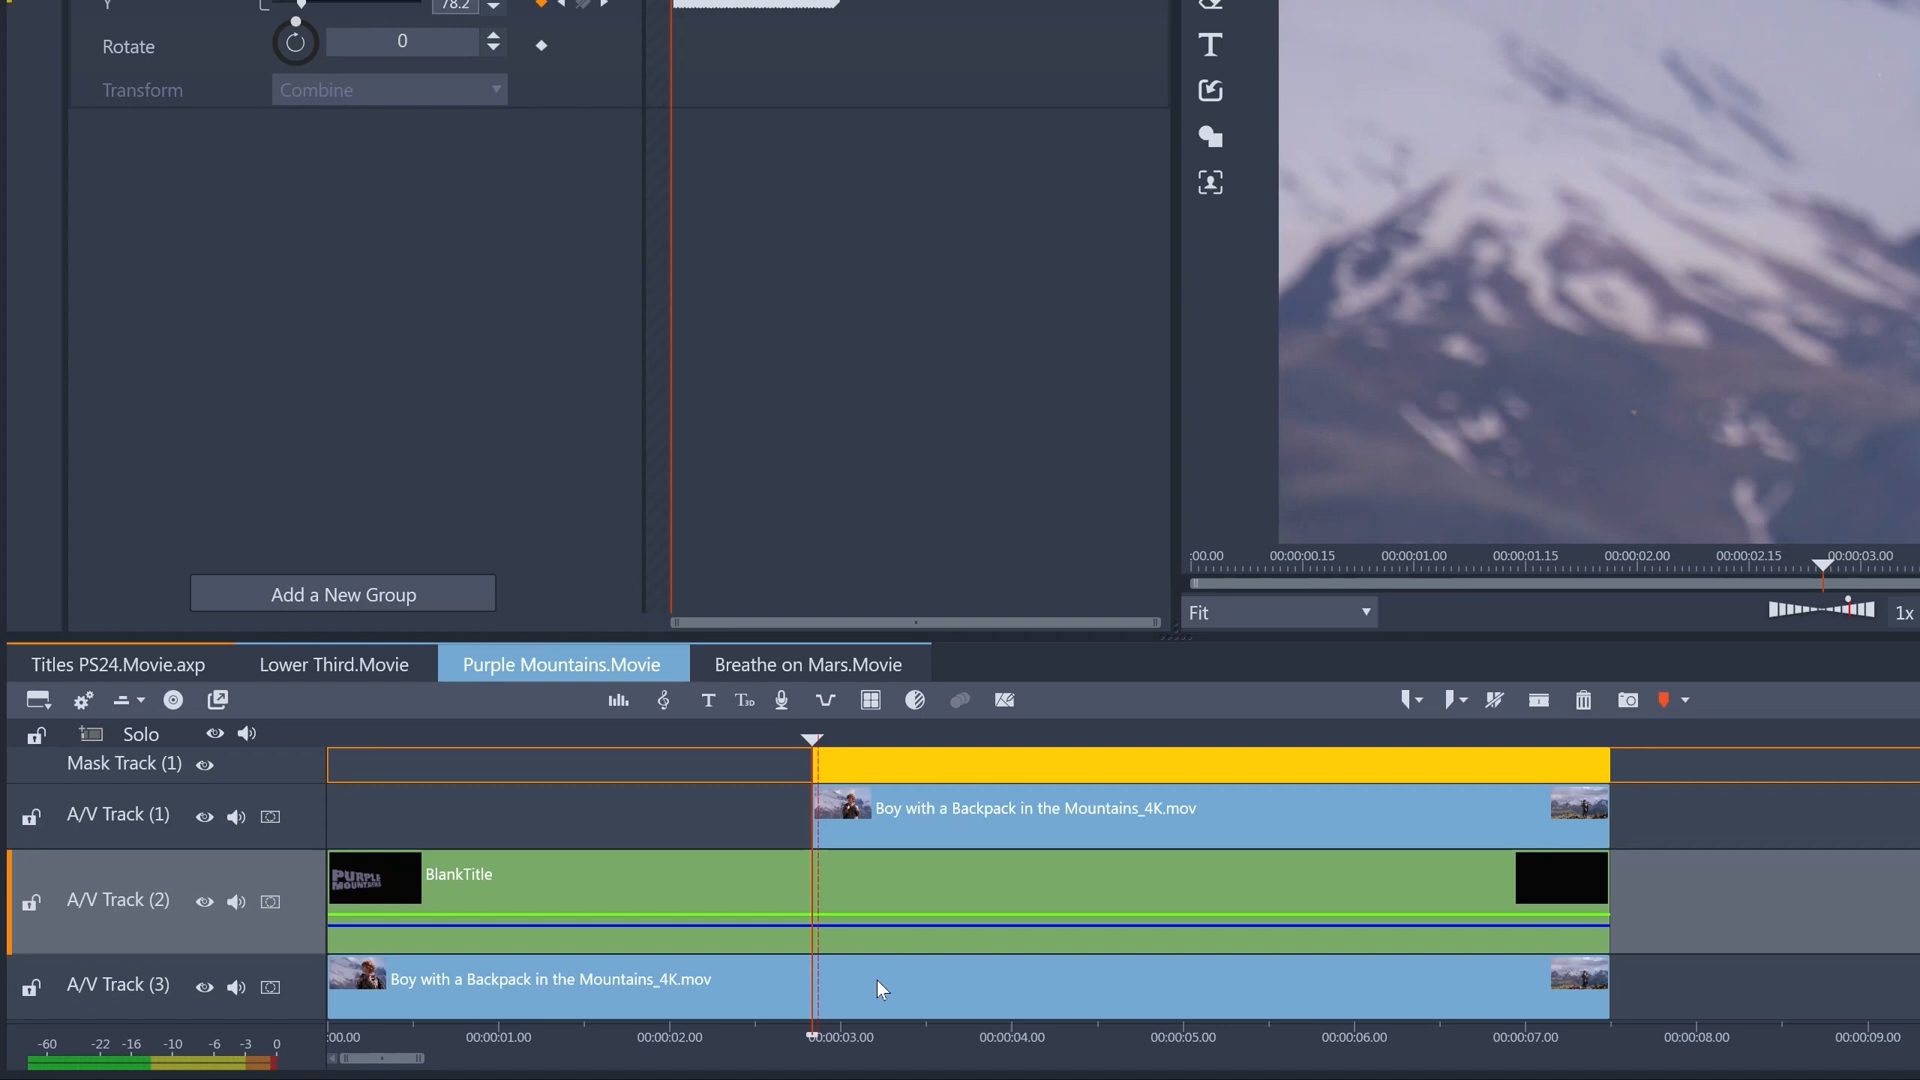 Y 78.2
Rotate 0
Transform Combine
Add a New Group
:00.00 00:00:00.15 00:00:01.00 00:00:01.15 00:00:02.00 00:00:02.15 00:00:03.00
Fit 1x
Titles PS24.Movie.axp Lower Third.Movie Purple Mountains.Movie Breathe on Mars.Movie
T T3D
Solo
Mask Track (1)
A/V Track (1) Boy with a Backpack in the Mountains_4K.mov
A/V Track (2) PURPLE MOUNTAINS BlankTitle
A/V Track (3) Boy with a Backpack in the Mountains_4K.mov
:00.00 00:00:01.00 00:00:02.00 00:00:03.00 00:00:04.00 00:00:05.00 00:00:06.00 00:00:07.00 00:00:08.00 00:00:09.00
-60 -22 -16 -10 -6 -3 0